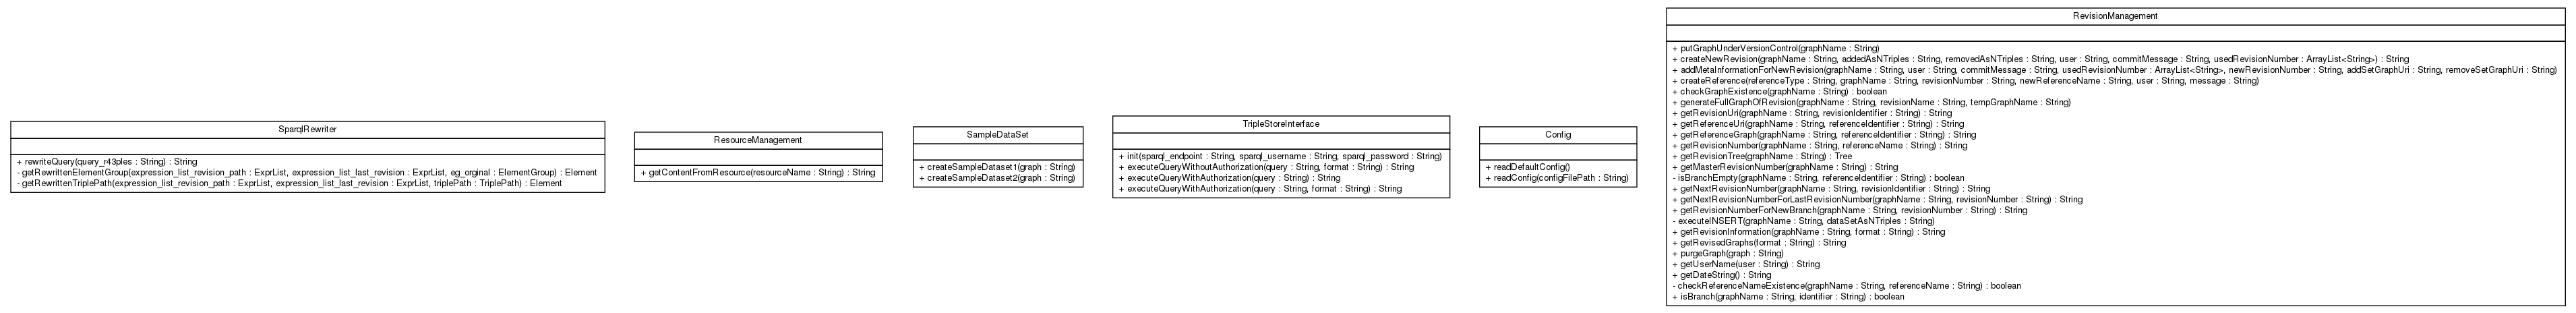 SparqlRewriter
+ rewriteQuery(query_r43ples : String) : String
- getRewrittenElementGroup(expression_list_revision_path : ExprList, expression_list_last_revision : ExprList, eg_orginal : ElementGroup) : Element
- getRewrittenTriplePath(expression_list_revision_path : ExprList, expression_list_last_revision : ExprList, triplePath : TriplePath) : Element
ResourceManagement
+ getContentFromResource(resourceName : String) : String
SampleDataSet
+ createSampleDataset1(graph : String)
+ createSampleDataset2(graph : String)
TripleStoreInterface
+ init(sparql_endpoint : String, sparql_username : String, sparql_password : String)
+ executeQueryWithoutAuthorization(query : String, format : String) : String
+ executeQueryWithAuthorization(query : String) : String
+ executeQueryWithAuthorization(query : String, format : String) : String
Config
+ readDefaultConfig()
+ readConfig(configFilePath : String)
RevisionManagement
+ putGraphUnderVersionControl(graphName : String)
+ createNewRevision(graphName : String, addedAsNTriples : String, removedAsNTriples : String, user : String, commitMessage : String, usedRevisionNumber : ArrayList<String>) : String
+ addMetaInformationForNewRevision(graphName : String, user : String, commitMessage : String, usedRevisionNumber : ArrayList<String>, newRevisionNumber : String, addSetGraphUri : String, removeSetGraphUri : String)
+ createReference(referenceType : String, graphName : String, revisionNumber : String, newReferenceName : String, user : String, message : String)
+ checkGraphExistence(graphName : String) : boolean
+ generateFullGraphOfRevision(graphName : String, revisionName : String, tempGraphName : String)
+ getRevisionUri(graphName : String, revisionIdentifier : String) : String
+ getReferenceUri(graphName : String, referenceIdentifier : String) : String
+ getReferenceGraph(graphName : String, referenceIdentifier : String) : String
+ getRevisionNumber(graphName : String, referenceIdentifier : String) : String
+ getRevisionTree(graphName : String) : Tree
+ getMasterRevisionNumber(graphName : String) : String
- isBranchEmpty(graphName : String, referenceIdentifier : String) : boolean
+ getNextRevisionNumber(graphName : String, revisionIdentifier : String) : String
+ getNextRevisionNumberForLastRevisionNumber(graphName : String, revisionNumber : String) : String
+ getRevisionNumberForNewBranch(graphName : String, revisionNumber : String) : String
- executeINSERT(graphName : String, dataSetAsNTriples : String)
+ getRevisionInformation(graphName : String, format : String) : String
+ getRevisedGraphs(format : String) : String
+ purgeGraph(graph : String)
+ getUserName(user : String) : String
+ getDateString() : String
- checkReferenceNameExistence(graphName : String, referenceName : String) : boolean
+ isBranch(graphName : String, identifier : String) : boolean